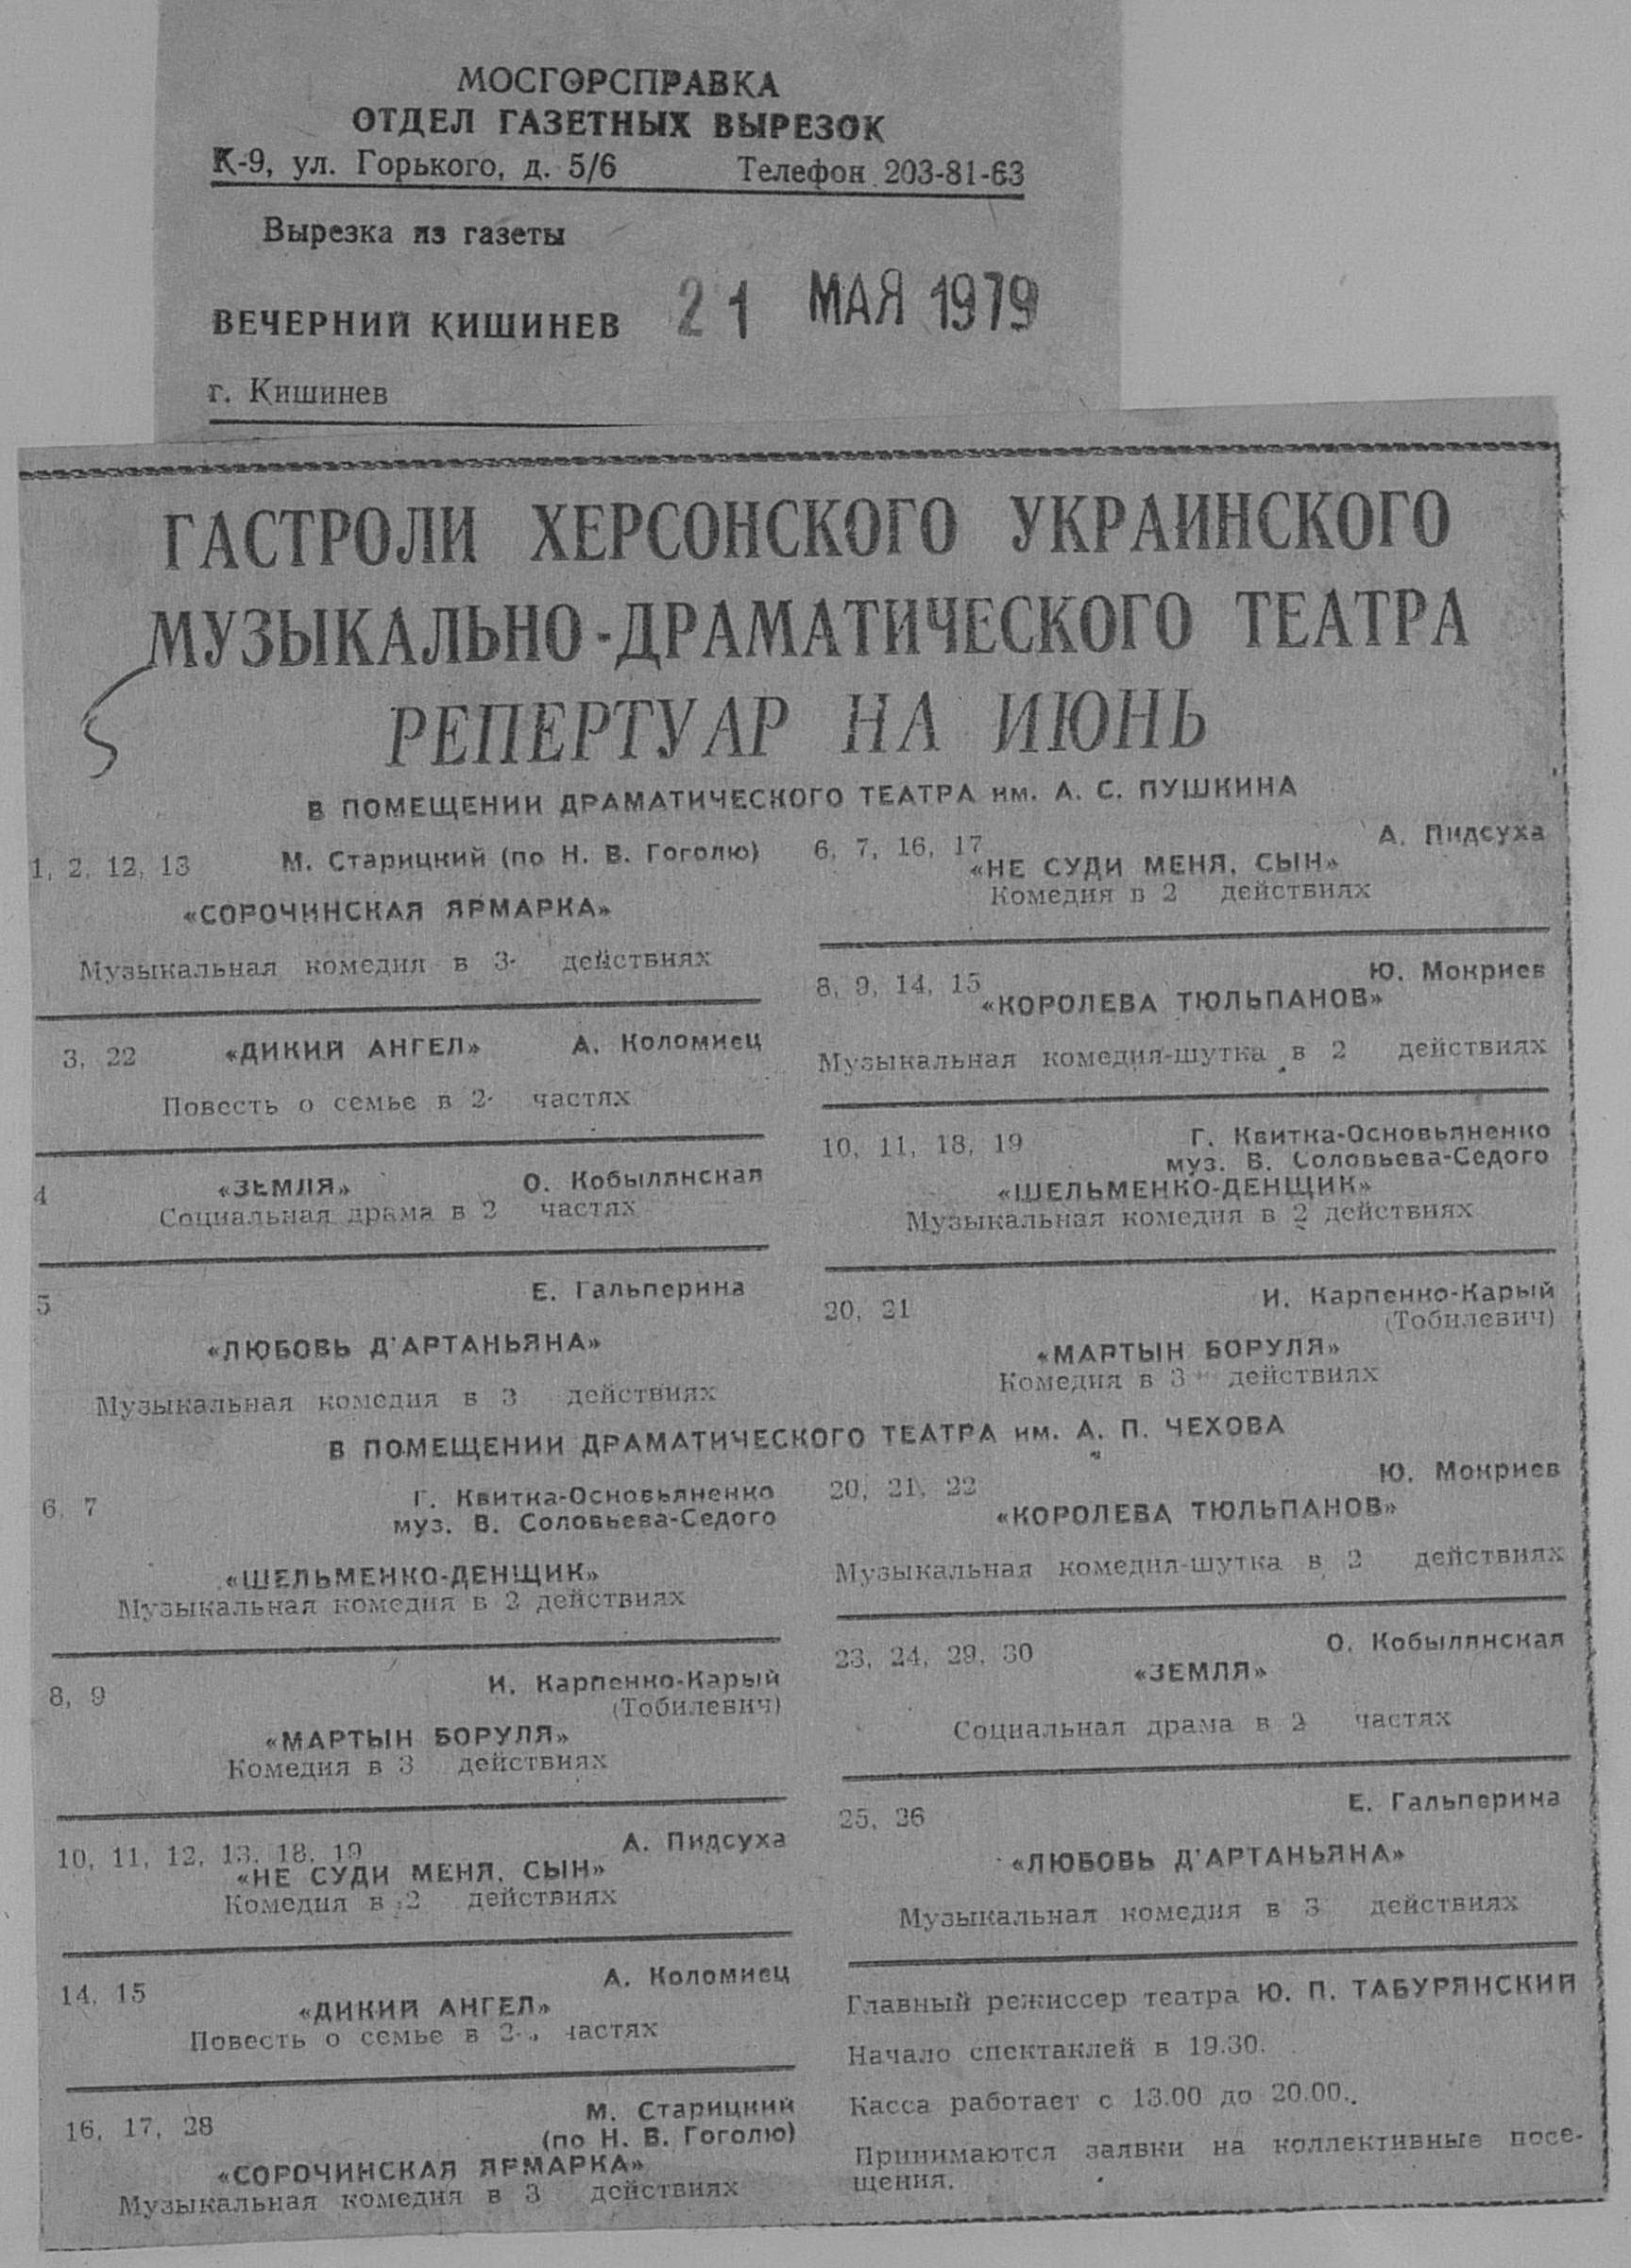 МОСГОРСПРАВКА
ОТДЕЛ ГАЗЕТНЫХ ВЫРЕЗОК
К-9, ул. Горького, д. 5/6 Телефон 203-81-63
Вырезка из газеты
ВЕЧЕРНИЙ КИШИНЕВ 21 МАЯ 1979
г. Кишинев
ГАСТРОЛИ ХЕРСОНСКОГО УКРАИНСКОГО
МУЗЫКАЛЬНО-ДРАМАТИЧЕСКОГО ТЕАТРА
РЕПЕРТУАР НА ИЮНЬ
В ПОМЕЩЕНИИ ДРАМАТИЧЕСКОГО ТЕАТРА им. А. С. ПУШКИНА
1, 2, 12, 13 М. Старицкий (по Н. В. Гоголю)
«СОРОЧИНСКАЯ ЯРМАРКА»
Музыкальная комедия в 3 действиях
3, 22 «ДИКИЙ АНГЕЛ» А. Коломиец
Повесть о семье в 2 частях
4 «ЗЕМЛЯ» О. Кобылянская
Социальная драма в 2 частях
5 Е. Гальперина
«ЛЮБОВЬ Д'АРТАНЬЯНА»
Музыкальная комедия в 3 действиях
6, 7, 16, 17 А. Пидсуха
«НЕ СУДИ МЕНЯ, СЫН»
Комедия в 2 действиях
8, 9, 14, 15 Ю. Мокриев
«КОРОЛЕВА ТЮЛЬПАНОВ»
Музыкальная комедия-шутка в 2 действиях
10, 11, 18, 19 Г. Квитка-Основьяненко
муз. В. Соловьева-Седого
«ШЕЛЬМЕНКО-ДЕНЩИК»
Музыкальная комедия в 2 действиях
20, 21 И. Карпенко-Карый
(Тобилевич)
«МАРТЫН БОРУЛЯ»
Комедия в 3 действиях
В ПОМЕЩЕНИИ ДРАМАТИЧЕСКОГО ТЕАТРА им. А. П. ЧЕХОВА
6, 7 Г. Квитка-Основьяненко
муз. В. Соловьева-Седого
«ШЕЛЬМЕНКО-ДЕНЩИК»
Музыкальная комедия в 2 действиях
8, 9 И. Карпенко-Карый
(Тобилевич)
«МАРТЫН БОРУЛЯ»
Комедия в 3 действиях
10, 11, 12, 13, 18, 19 А. Пидсуха
«НЕ СУДИ МЕНЯ, СЫН»
Комедия в 2 действиях
14, 15 А. Коломиец
«ДИКИЙ АНГЕЛ»
Повесть о семье в 2 частях
16, 17, 28 М. Старицкий
(по Н. В. Гоголю)
«СОРОЧИНСКАЯ ЯРМАРКА»
Музыкальная комедия в 3 действиях
20, 21, 22 Ю. Мокриев
«КОРОЛЕВА ТЮЛЬПАНОВ»
Музыкальная комедия-шутка в 2 действиях
23, 24, 29, 30 О. Кобылянская
«ЗЕМЛЯ»
Социальная драма в 2 частях
25, 26 Е. Гальперина
«ЛЮБОВЬ Д'АРТАНЬЯНА»
Музыкальная комедия в 3 действиях
Главный режиссер театра Ю. П. ТАБУРЯНСКИЙ
Начало спектаклей в 19.30.
Касса работает с 13.00 до 20.00.
Принимаются заявки на коллективные посе-
щения.